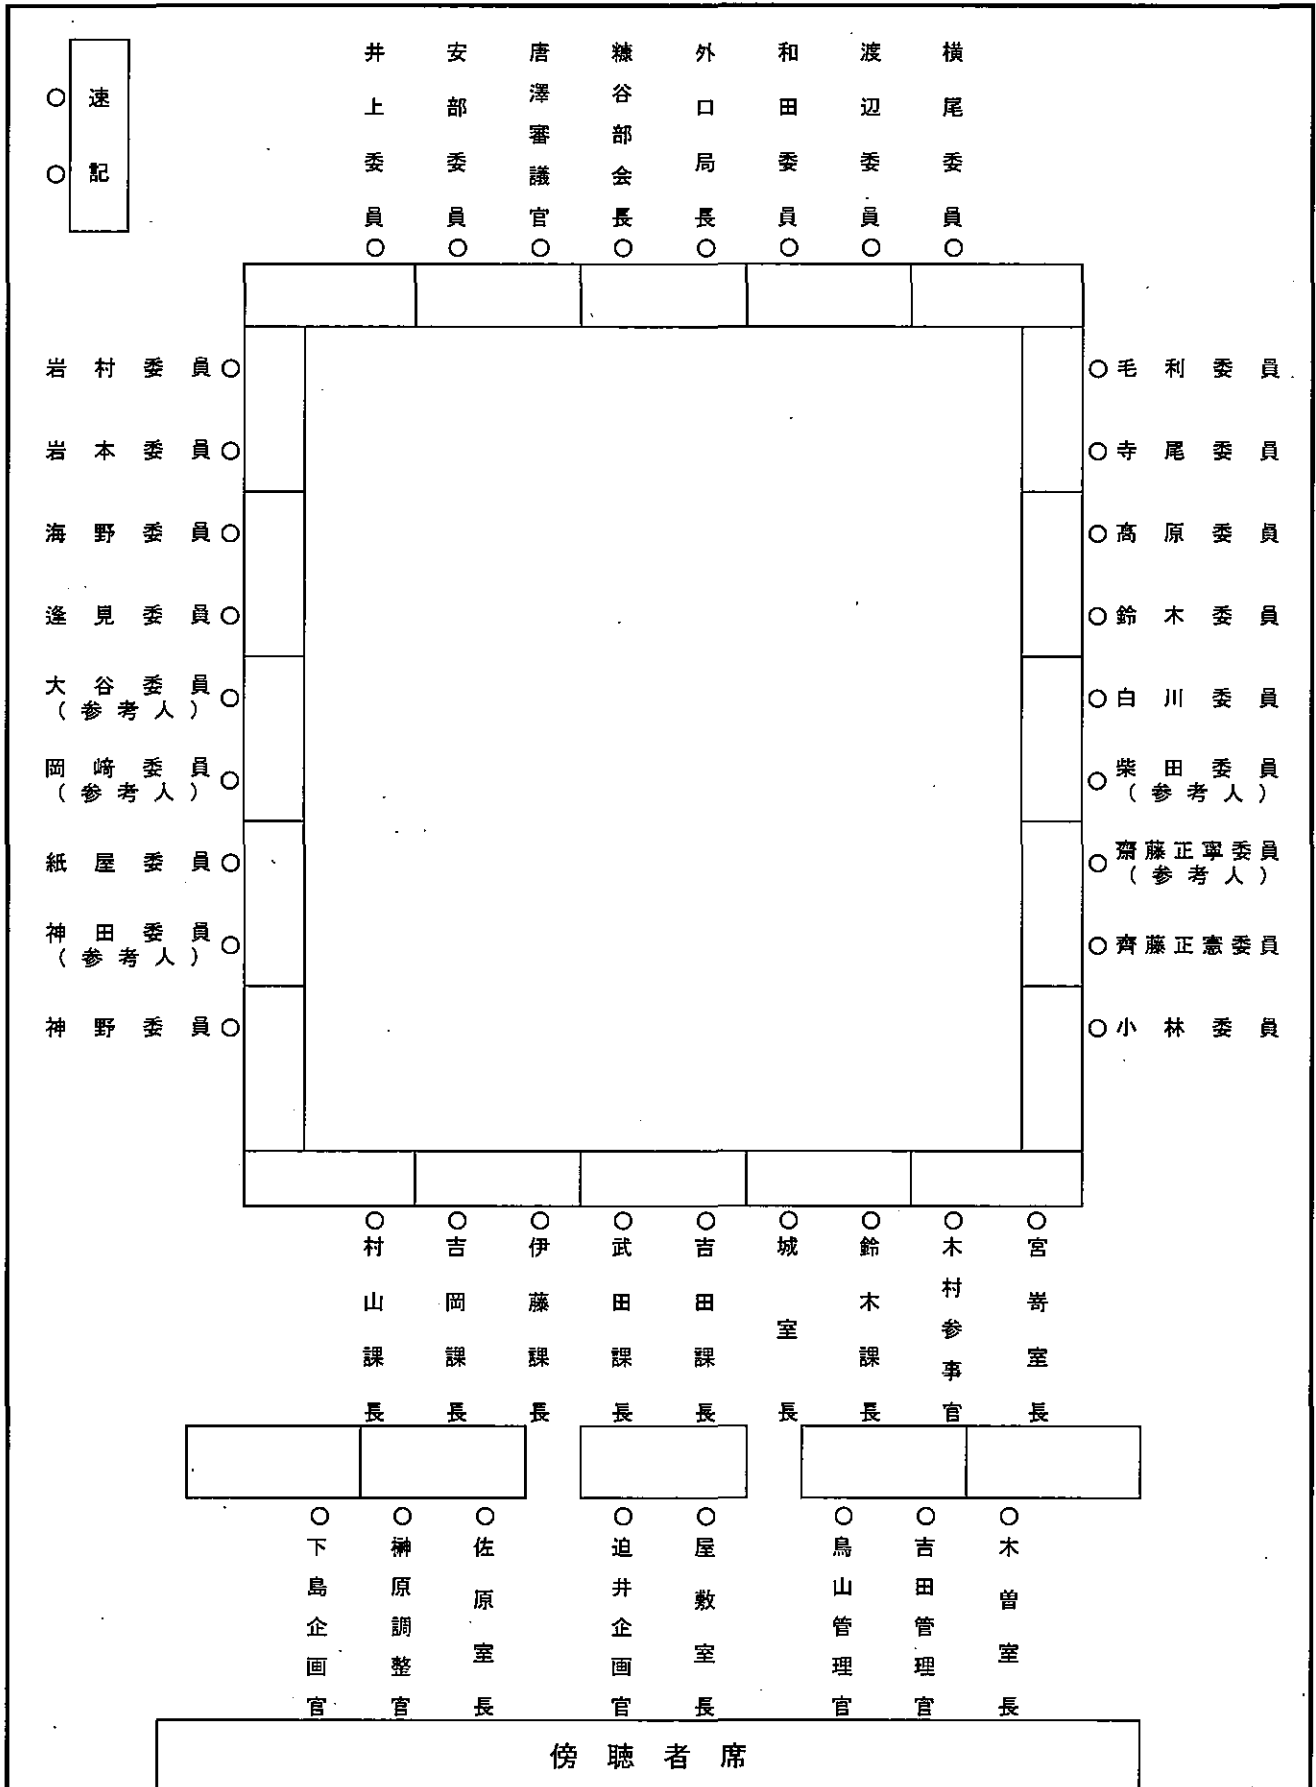 速記
井上委員
安部委員
唐澤審議官
糠谷部会長
外口局長
和田委員
渡辺委員
横尾委員
岩村委員
岩本委員
海野委員
逢見委員
大谷委員
（参考人）
岡﨑委員
（参考人）
紙屋委員
神田委員
（参考人）
神野委員
毛利委員
寺尾委員
髙原委員
鈴木委員
白川委員
柴田委員
（参考人）
齋藤正寧委員
（参考人）
齊藤正憲委員
小林委員
村山課長
吉岡課長
伊藤課長
武田課長
吉田課長
城室長
鈴木課長
木村参事官
宮嵜室長
下島企画官
榊原調整官
佐原室長
迫井企画官
屋敷室長
鳥山管理官
吉田管理官
木曽室長
傍聴者席